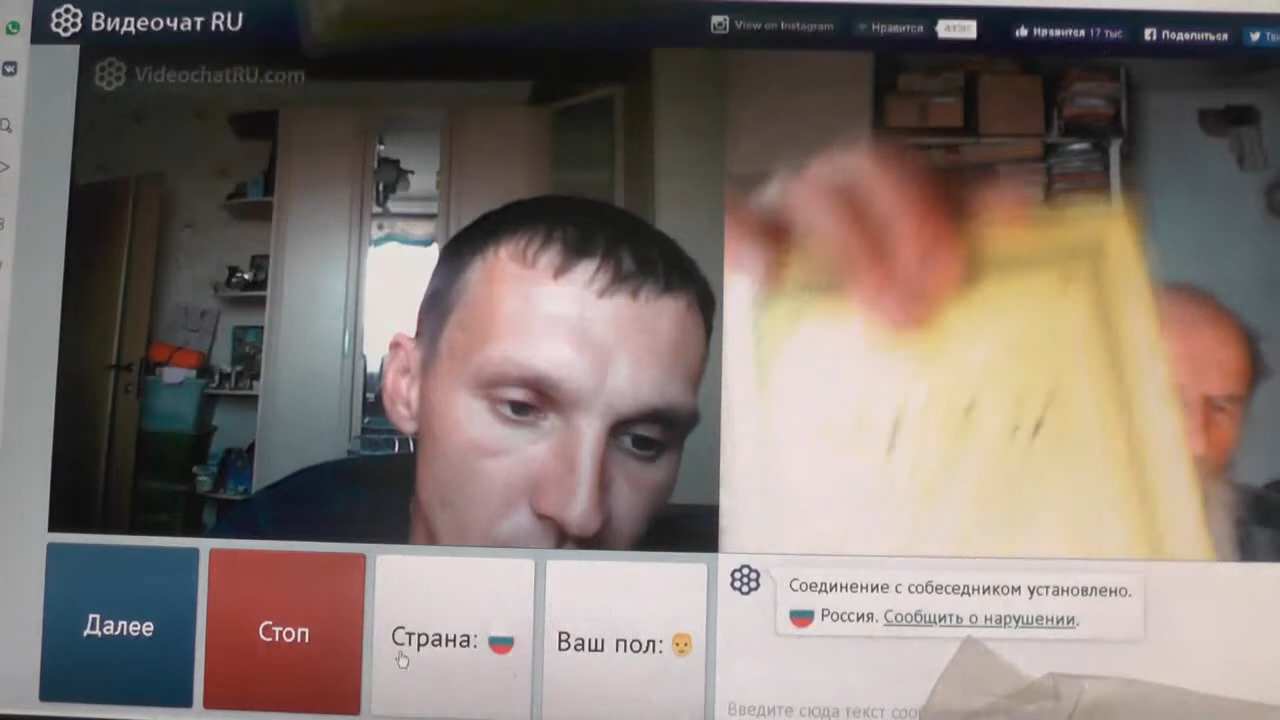 Видеочат RU
View on Instagram
Нравится
Нравится 17 тыс
Поделиться
VideochatRU.com
Далее
Стоп
Страна:
Ваш пол:
Соединение с собеседником установлено.
Россия. Сообщить о нарушении.
Введите сюда текст